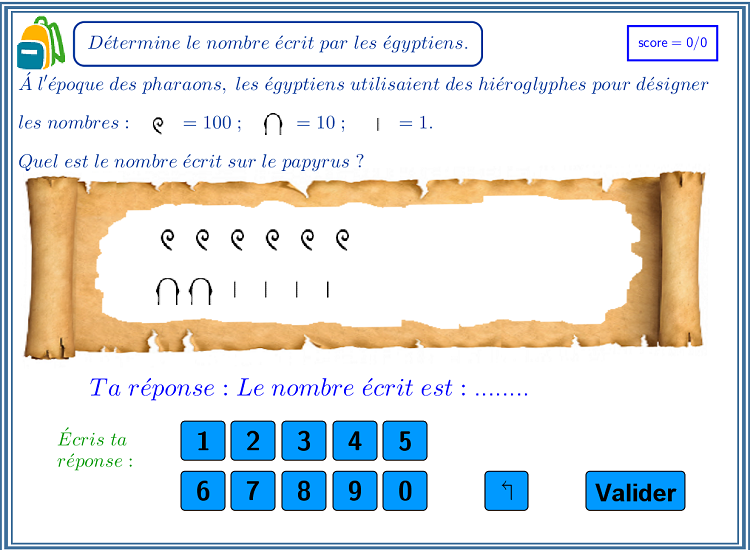 Détermine le nombre écrit par les égyptiens.
score = 0/0
Á l'époque des pharaons, les égyptiens utilisaient des hiéroglyphes pour désigner
les nombres : = 100 ; = 10 ; = 1.
Quel est le nombre écrit sur le papyrus ?
Ta réponse : Le nombre écrit est : ........
Écris ta
réponse :
1 2 3 4 5
6 7 8 9 0 ↰ Valider